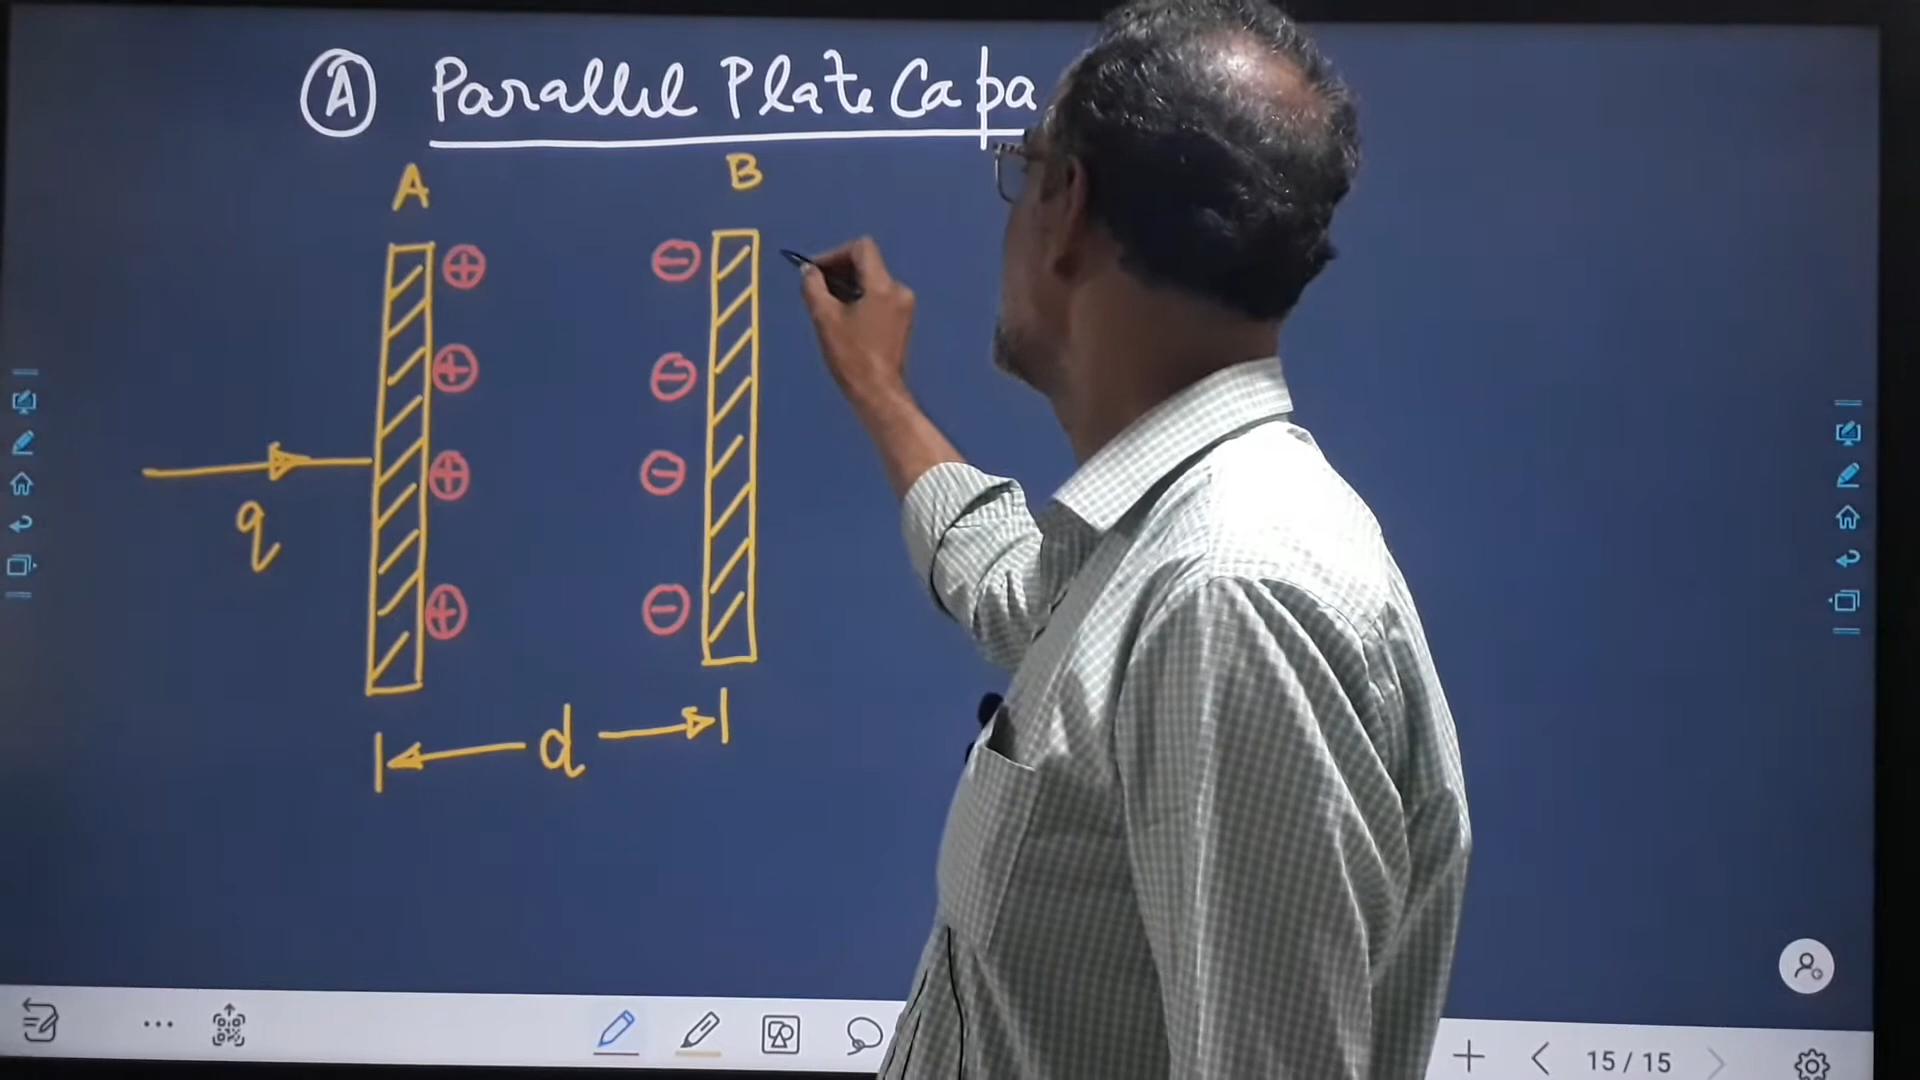 Ⓐ Parallel Plate Capa
A B
⊕ ⊖
⊕ ⊖
⊕ ⊖
q
⊕ ⊖
d
15 / 15